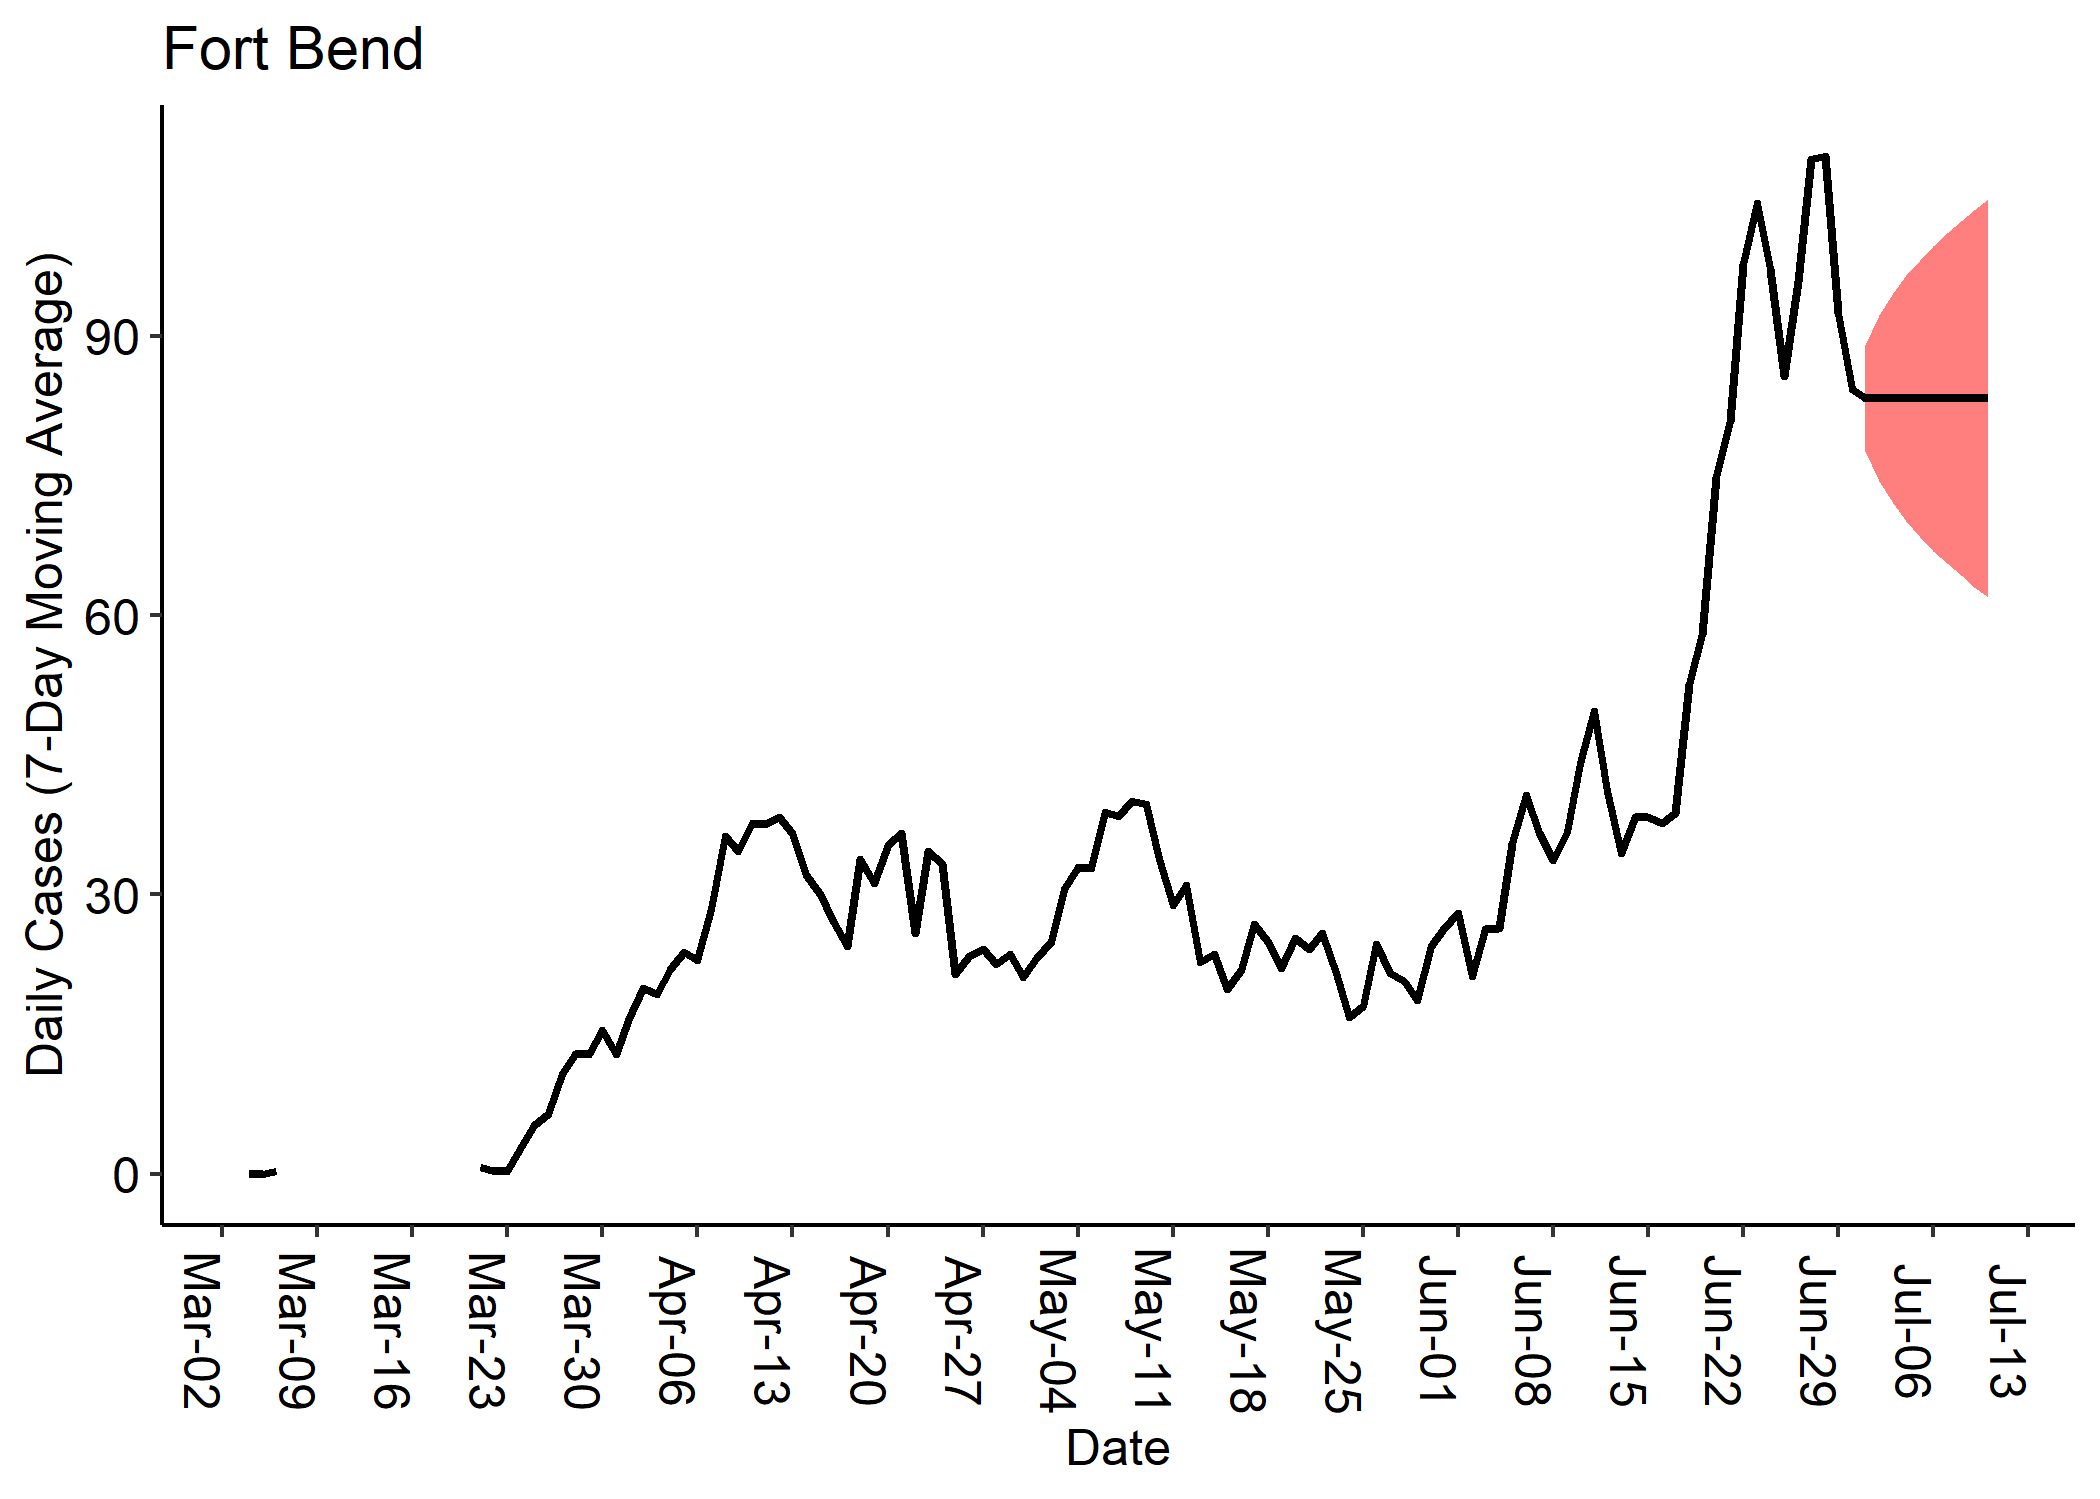 Fort Bend
Daily Cases (7-Day Moving Average)
90
60
30
0
Mar-02
Mar-09
Mar-16
Mar-23
Mar-30
Apr-06
Apr-13
Apr-20
Apr-27
May-04
May-11
May-18
May-25
Jun-01
Jun-08
Jun-15
Jun-22
Jun-29
Jul-06
Jul-13
Date